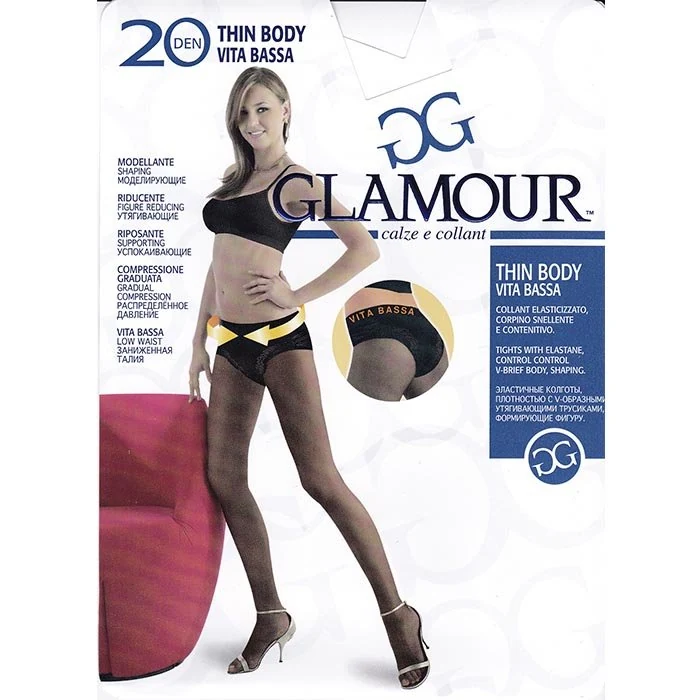 20 DEN
THIN BODY
VITA BASSA
GG
GLAMOUR™
calze e collant
MODELLANTE
SHAPING
МОДЕЛИРУЮЩИЕ
RIDUCENTE
FIGURE REDUCING
УТЯГИВАЮЩИЕ
RIPOSANTE
SUPPORTING
УСПОКАИВАЮЩИЕ
COMPRESSIONE
GRADUATA
GRADUAL
COMPRESSION
РАСПРЕДЕЛЕННОЕ
ДАВЛЕНИЕ
VITA BASSA
LOW WAIST
ЗАНИЖЕННАЯ
ТАЛИЯ
VITA BASSA
THIN BODY
VITA BASSA
COLLANT ELASTICIZZATO,
CORPINO SNELLENTE
E CONTENITIVO.
TIGHTS WITH ELASTANE,
CONTROL CONTROL
V-BRIEF BODY, SHAPING.
ЭЛАСТИЧНЫЕ КОЛГОТЫ,
ПЛОТНОСТЬЮ С V-ОБРАЗНЫМИ
УТЯГИВАЮЩИМИ ТРУСИКАМИ,
ФОРМИРУЮЩИЕ ФИГУРУ.
GG